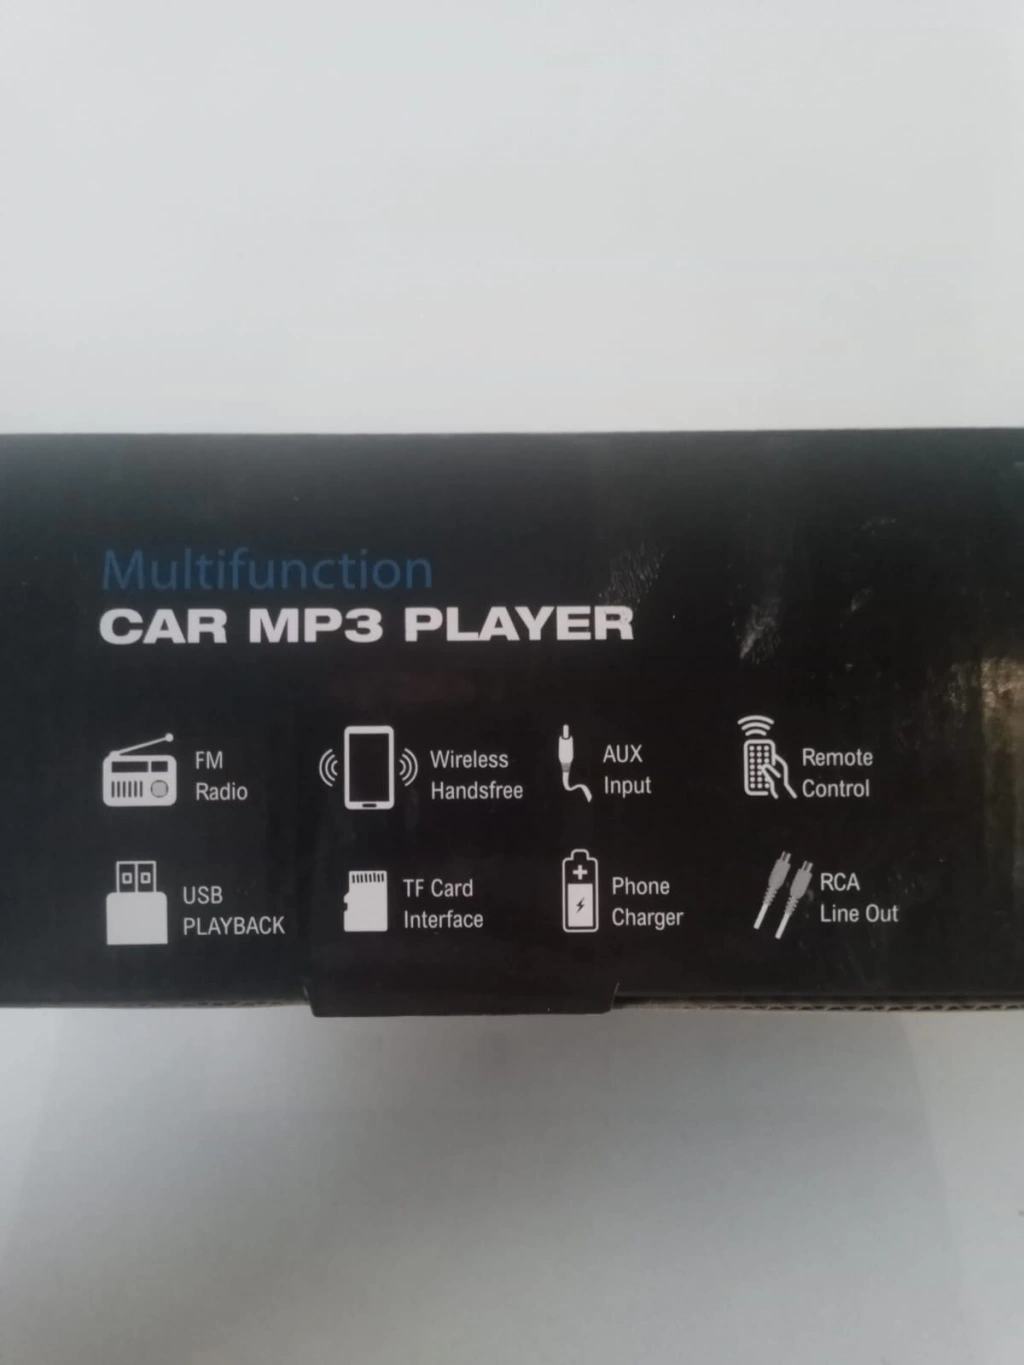 Multifunction
CAR MP3 PLAYER
FM
Radio
Wireless
Handsfree
AUX
Input
Remote
Control
USB
PLAYBACK
TF Card
Interface
Phone
Charger
RCA
Line Out